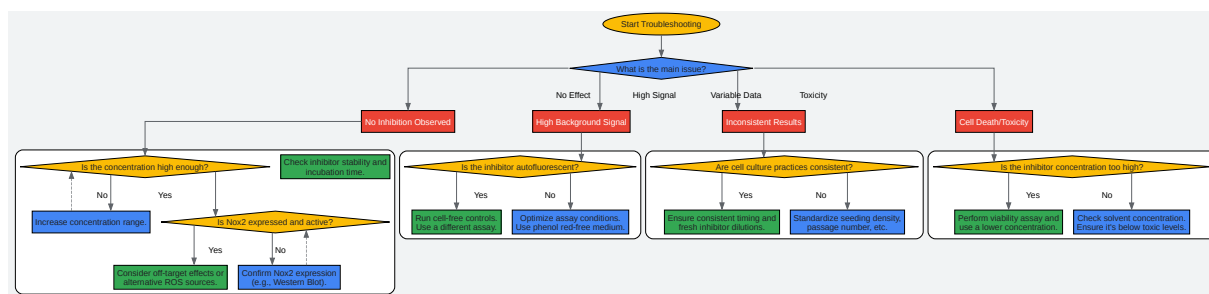 Start Troubleshooting
What is the main issue?
No Effect
High Signal
Variable Data
Toxicity
No Inhibition Observed
High Background Signal
Inconsistent Results
Cell Death/Toxicity
Is the concentration high enough?
Check inhibitor stability and
incubation time.
No
Yes
Increase concentration range.
Is Nox2 expressed and active?
Yes
No
Consider off-target effects or
alternative ROS sources.
Confirm Nox2 expression
(e.g., Western Blot).
Is the inhibitor autofluorescent?
Yes
No
Run cell-free controls.
Use a different assay.
Optimize assay conditions.
Use phenol red-free medium.
Are cell culture practices consistent?
Yes
No
Ensure consistent timing and
fresh inhibitor dilutions.
Standardize seeding density,
passage number, etc.
Is the inhibitor concentration too high?
Yes
No
Perform viability assay and
use a lower concentration.
Check solvent concentration.
Ensure it's below toxic levels.